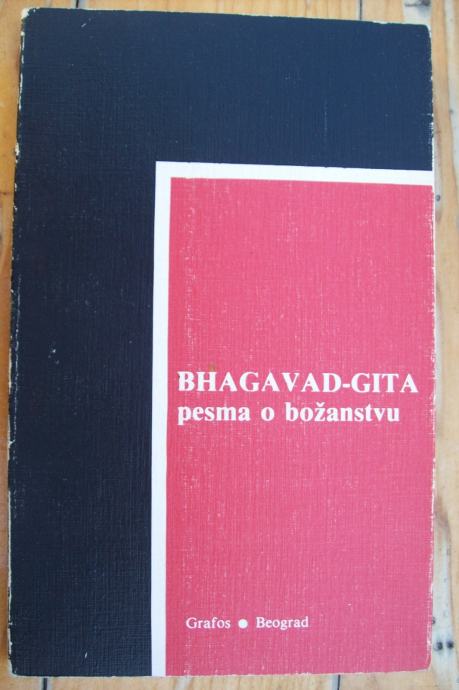 BHAGAVAD-GITA
pesma o božanstvu
Grafos ● Beograd